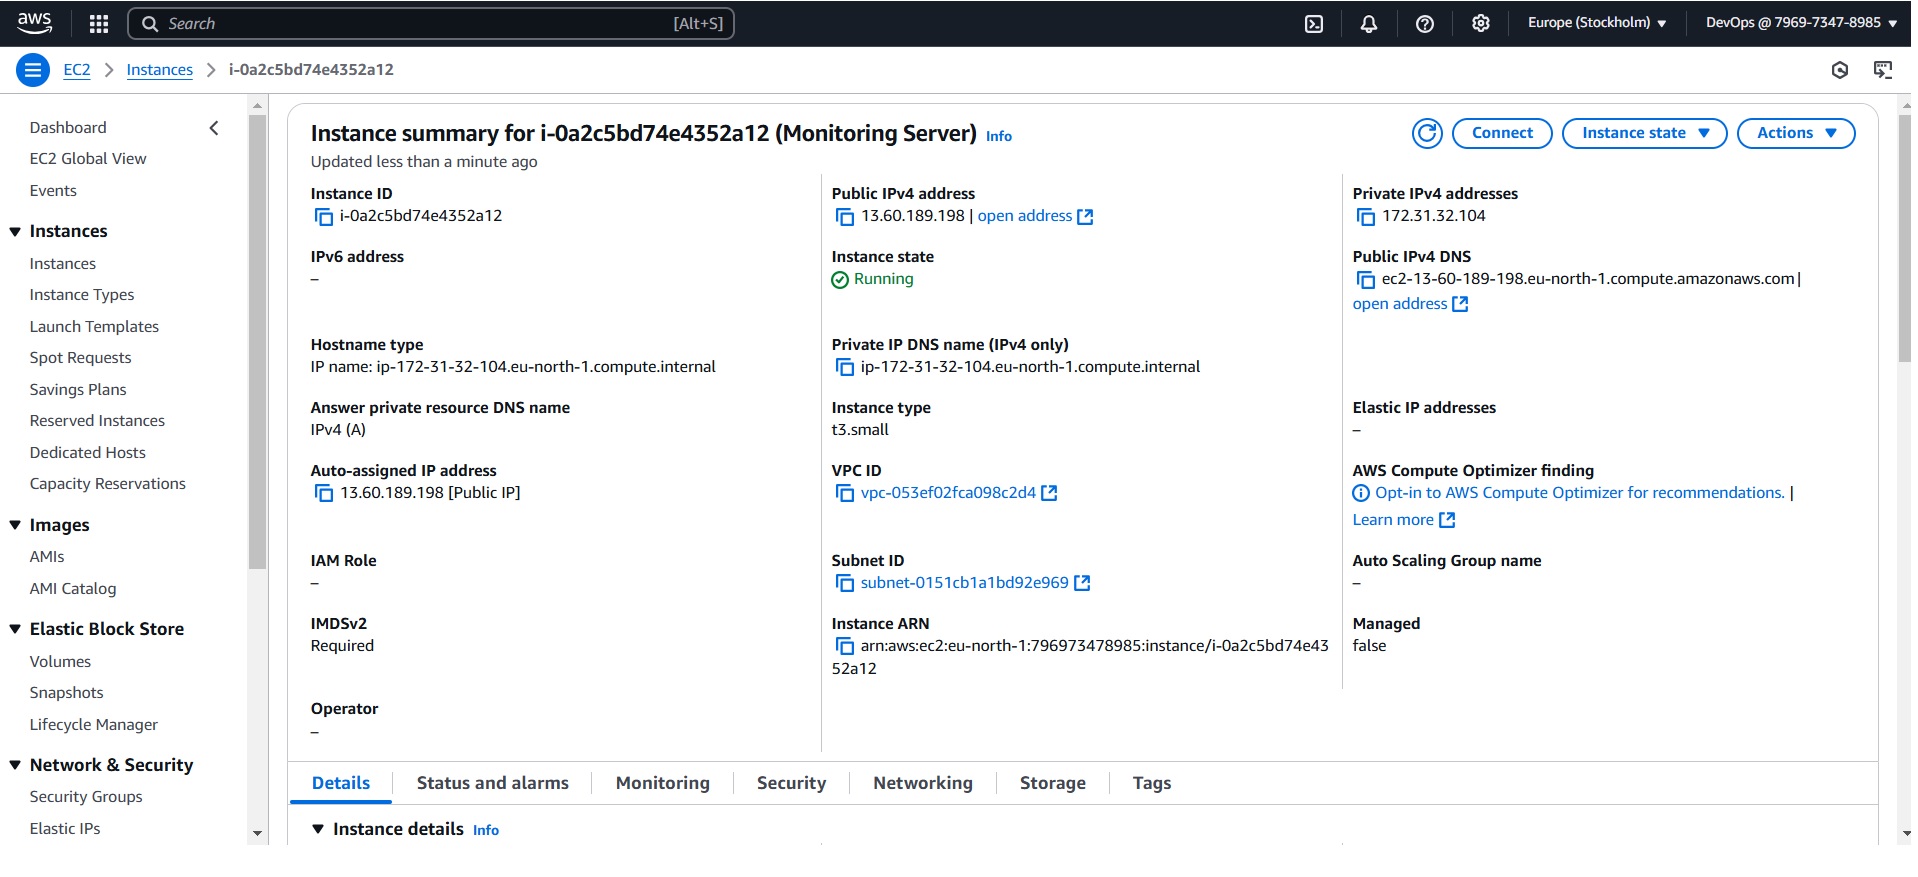 aws
Search [Alt+S]
Europe (Stockholm)
DevOps @ 7969-7347-8985
EC2
Instances
i-0a2c5bd74e4352a12
Dashboard
EC2 Global View
Events
Instances
Instances
Instance Types
Launch Templates
Spot Requests
Savings Plans
Reserved Instances
Dedicated Hosts
Capacity Reservations
Images
AMIs
AMI Catalog
Elastic Block Store
Volumes
Snapshots
Lifecycle Manager
Network & Security
Security Groups
Elastic IPs
Instance summary for i-0a2c5bd74e4352a12 (Monitoring Server) Info
Updated less than a minute ago
Connect
Instance state
Actions
Instance ID
i-0a2c5bd74e4352a12
Public IPv4 address
13.60.189.198 | open address
Private IPv4 addresses
172.31.32.104
IPv6 address
–
Instance state
Running
Public IPv4 DNS
ec2-13-60-189-198.eu-north-1.compute.amazonaws.com |
open address
Hostname type
IP name: ip-172-31-32-104.eu-north-1.compute.internal
Private IP DNS name (IPv4 only)
ip-172-31-32-104.eu-north-1.compute.internal
Answer private resource DNS name
IPv4 (A)
Instance type
t3.small
Elastic IP addresses
–
Auto-assigned IP address
13.60.189.198 [Public IP]
VPC ID
vpc-053ef02fca098c2d4
AWS Compute Optimizer finding
Opt-in to AWS Compute Optimizer for recommendations. |
Learn more
IAM Role
–
Subnet ID
subnet-0151cb1a1bd92e969
Auto Scaling Group name
–
IMDSv2
Required
Instance ARN
arn:aws:ec2:eu-north-1:796973478985:instance/i-0a2c5bd74e43
52a12
Managed
false
Operator
–
Details
Status and alarms
Monitoring
Security
Networking
Storage
Tags
Instance details Info